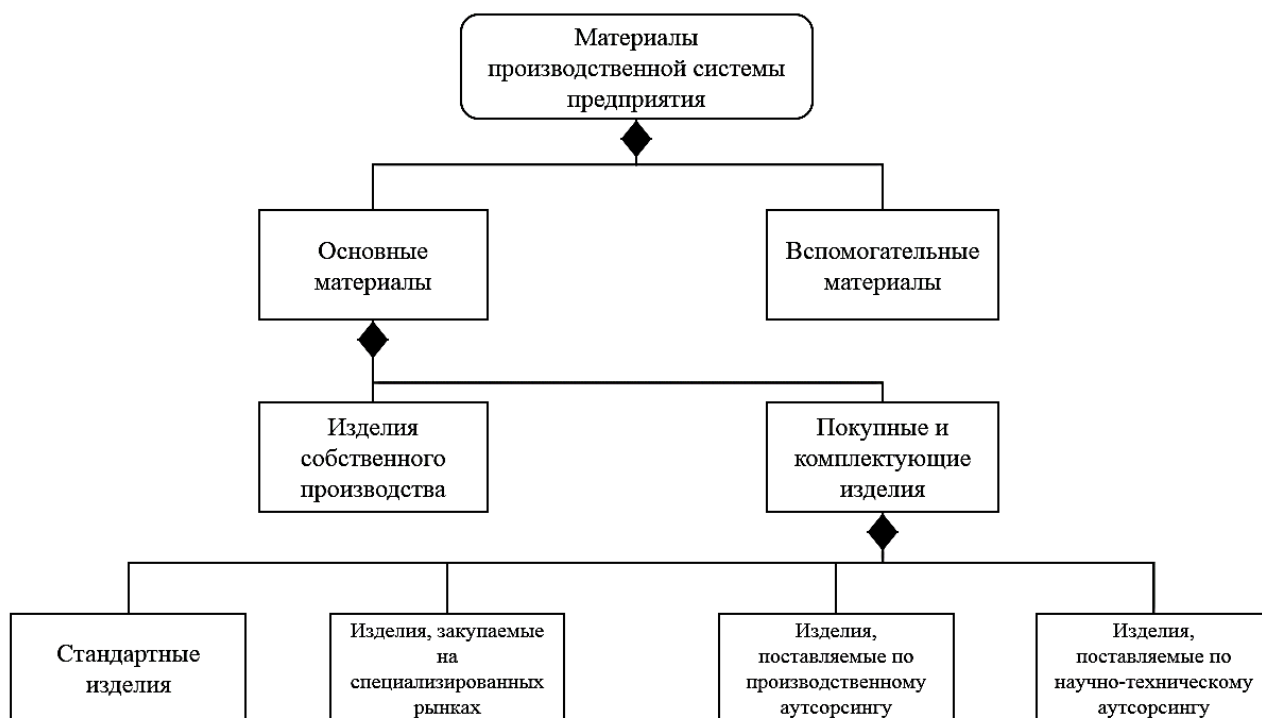 Материалы
производственной системы
предприятия
Основные
материалы
Вспомогательные
материалы
Изделия
собственного
производства
Покупные и
комплектующие
изделия
Стандартные
изделия
Изделия, закупаемые
на
специализированных
рынках
Изделия,
поставляемые по
производственному
аутсорсингу
Изделия,
поставляемые по
научно-техническому
аутсорсингу